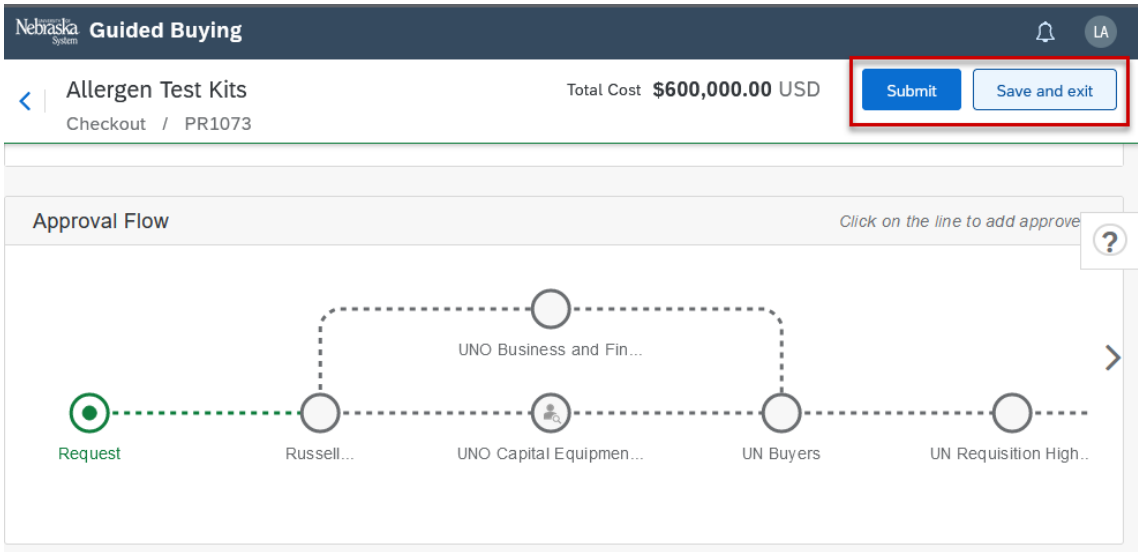 Nebraska
System
Guided Buying
LA
Allergen Test Kits
Checkout / PR1073
Total Cost $600,000.00 USD
Submit
Save and exit
Approval Flow
Click on the line to add approve
?
UNO Business and Fin...
Request
Russell...
UNO Capital Equipmen...
UN Buyers
UN Requisition High..